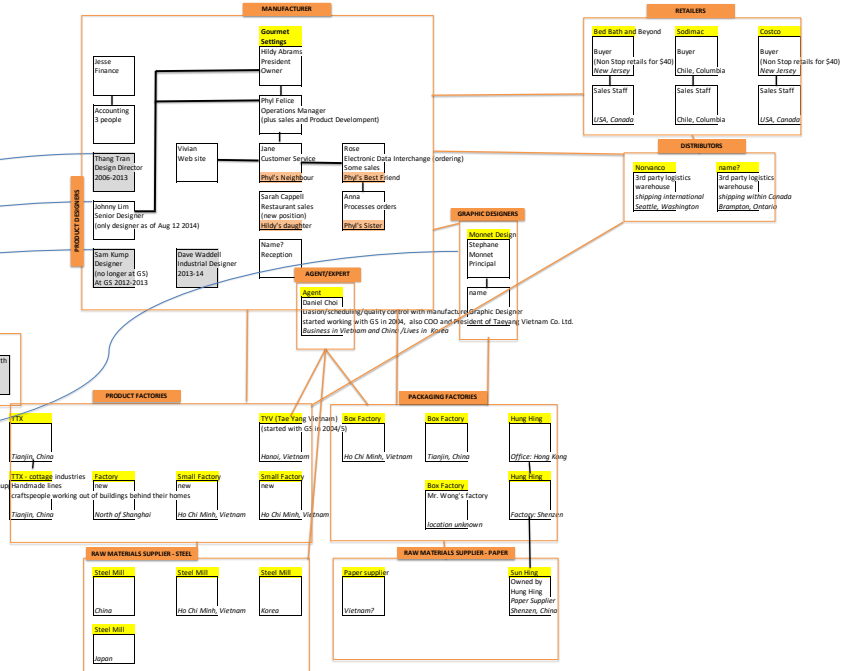 MANUFACTURER
Gourmet
Settings
Hildy Abrams
President
Owner
Jesse
Finance
Accounting
3 people
Phyl Felice
Operations Manager
(plus sales and Product Develompent)
Thang Tran
Design Director
2006-2013
Vivian
Web site
Jane
Customer Service
Phyl's Neighbour
Rose
Electronic Data Interchange (ordering)
Some sales
Phyl's Best Friend
PRODUCT DESIGNERS
Johnny Lim
Senior Designer
(only designer as of Aug 12 2014)
Sarah Cappell
Restaurant sales
(new position)
Hildy's daughter
Anna
Processes orders
Phyl's Sister
Sam Kump
Designer
(no longer at GS)
At GS 2012-2013
Dave Waddell
Industrial Designer
2013-14
Name?
Reception
RETAILERS
Bed Bath and Beyond
Buyer
(Non Stop retails for $40)
New Jersey
Sales Staff
USA, Canada
Sodimac
Buyer
Chile, Columbia
Sales Staff
Chile, Columbia
Costco
Buyer
(Non Stop retails for $40)
New Jersey
Sales Staff
USA, Canada
DISTRIBUTORS
Norvanco
3rd party logistics
warehouse
shipping international
Seattle, Washington
name?
3rd party logistics
warehouse
shipping within Canada
Brampton, Ontario
GRAPHIC DESIGNERS
Monnet Design
Stephane
Monnet
Principal
name
Graphic Designer
AGENT/EXPERT
Agent
Daniel Choi
Liasion/scheduling/quality control with manufacture
started working with GS in 2004, also COO and President of Taeyang Vietnam Co. Ltd.
Business in Vietnam and China /Lives in Korea
th
PRODUCT FACTORIES
TTX
Tianjin, China
TYV (Tae Yang Vietnam)
(started with GS in 2004/5)
Hanoi, Vietnam
TTX - cottage industries
Handmade lines
craftspeople working out of buildings behind their homes
Tianjin, China
Factory
new
North of Shanghai
Small Factory
new
Ho Chi Minh, Vietnam
Small Factory
new
Ho Chi Minh, Vietnam
PACKAGING FACTORIES
Box Factory
Ho Chi Minh, Vietnam
Box Factory
Tianjin, China
Hung Hing
Office: Hong Kong
Box Factory
Mr. Wong's factory
location unknown
Hung Hing
Factory: Shenzen
RAW MATERIALS SUPPLIER - STEEL
Steel Mill
China
Steel Mill
Ho Chi Minh, Vietnam
Steel Mill
Korea
Steel Mill
Japan
RAW MATERIALS SUPPLIER - PAPER
Paper supplier
Vietnam?
Sun Hing
Owned by
Hung Hing
Paper Supplier
Shenzen, China